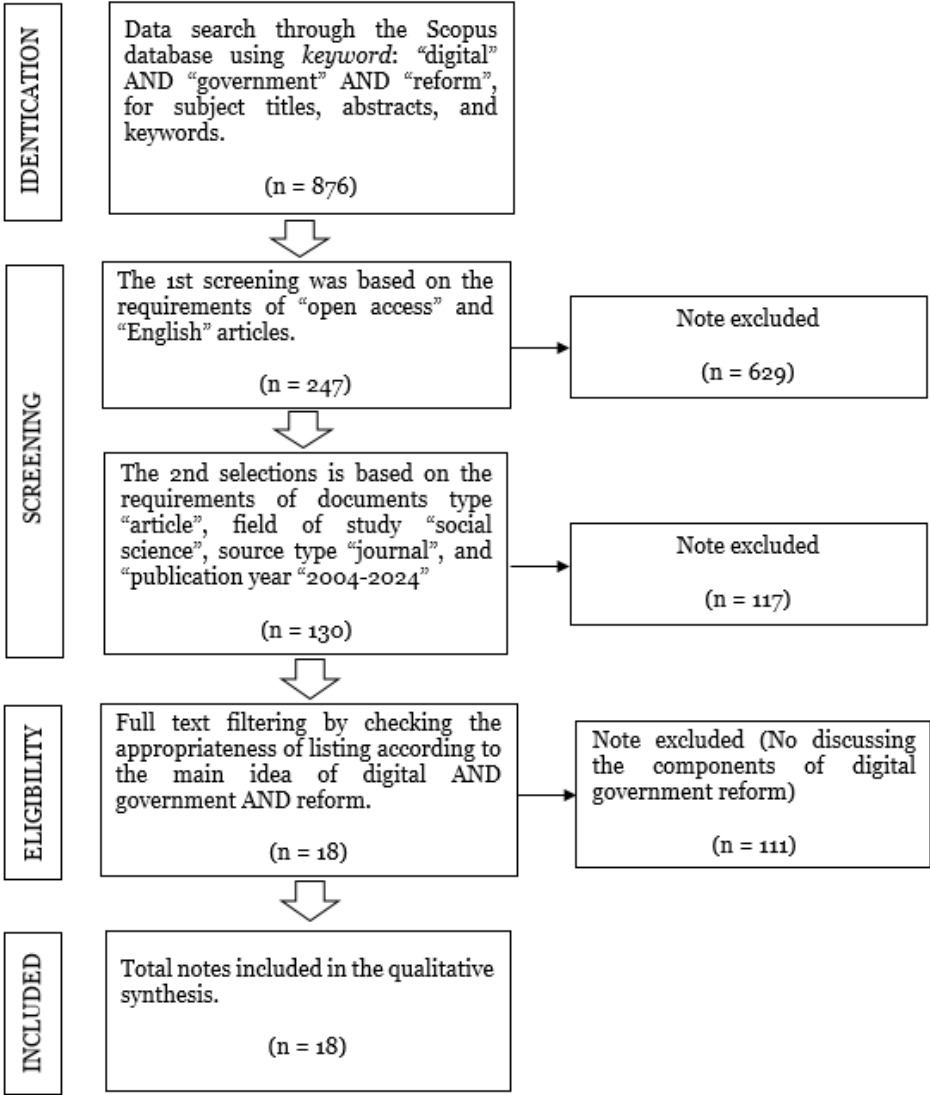 IDENTICATION
Data search through the Scopus
database using keyword: “digital”
AND “government” AND “reform”,
for subject titles, abstracts, and
keywords.
(n = 876)
SCREENING
The 1st screening was based on the
requirements of “open access” and
“English” articles.
(n = 247)
Note excluded
(n = 629)
The 2nd selections is based on the
requirements of documents type
“article”, field of study “social
science”, source type “journal”, and
“publication year “2004-2024”
(n = 130)
Note excluded
(n = 117)
ELIGIBILITY
Full text filtering by checking the
appropriateness of listing according to
the main idea of digital AND
government AND reform.
(n = 18)
Note excluded (No discussing
the components of digital
government reform)
(n = 111)
INCLUDED
Total notes included in the qualitative
synthesis.
(n = 18)